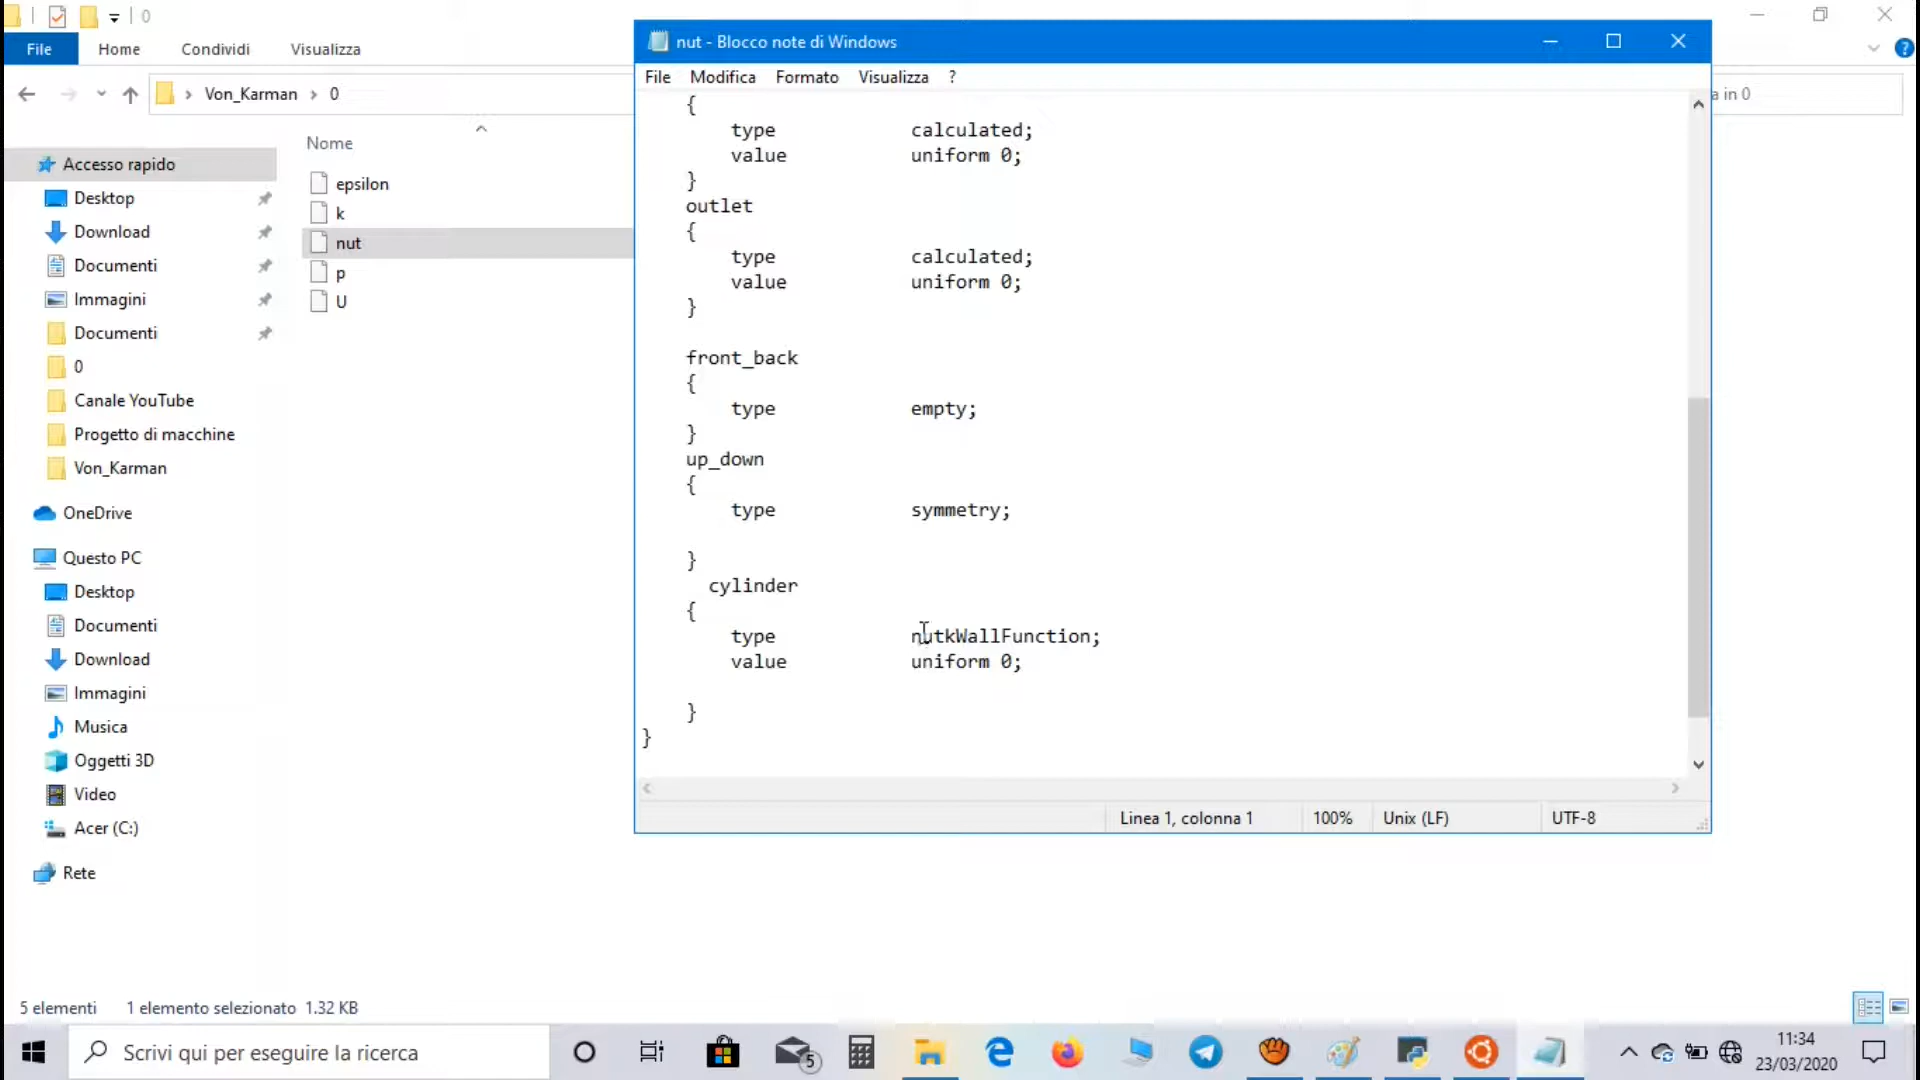 0
File Home Condividi Visualizza
Von_Karman 0
a in 0
Nome
Accesso rapido
Desktop
Download
Documenti
Immagini
Documenti
0
Canale YouTube
Progetto di macchine
Von_Karman
OneDrive
Questo PC
Desktop
Documenti
Download
Immagini
Musica
Oggetti 3D
Video
Acer (C:)
Rete
epsilon
k
nut
p
U
nut - Blocco note di Windows
File Modifica Formato Visualizza ?
{
type calculated;
value uniform 0;
}
outlet
{
type calculated;
value uniform 0;
}
front_back
{
type empty;
}
up_down
{
type symmetry;
}
cylinder
{
type nutkWallFunction;
value uniform 0;
}
}
Linea 1, colonna 1 100% Unix (LF) UTF-8
5 elementi 1 elemento selezionato 1.32 KB
Scrivi qui per eseguire la ricerca
5
11:34
23/03/2020